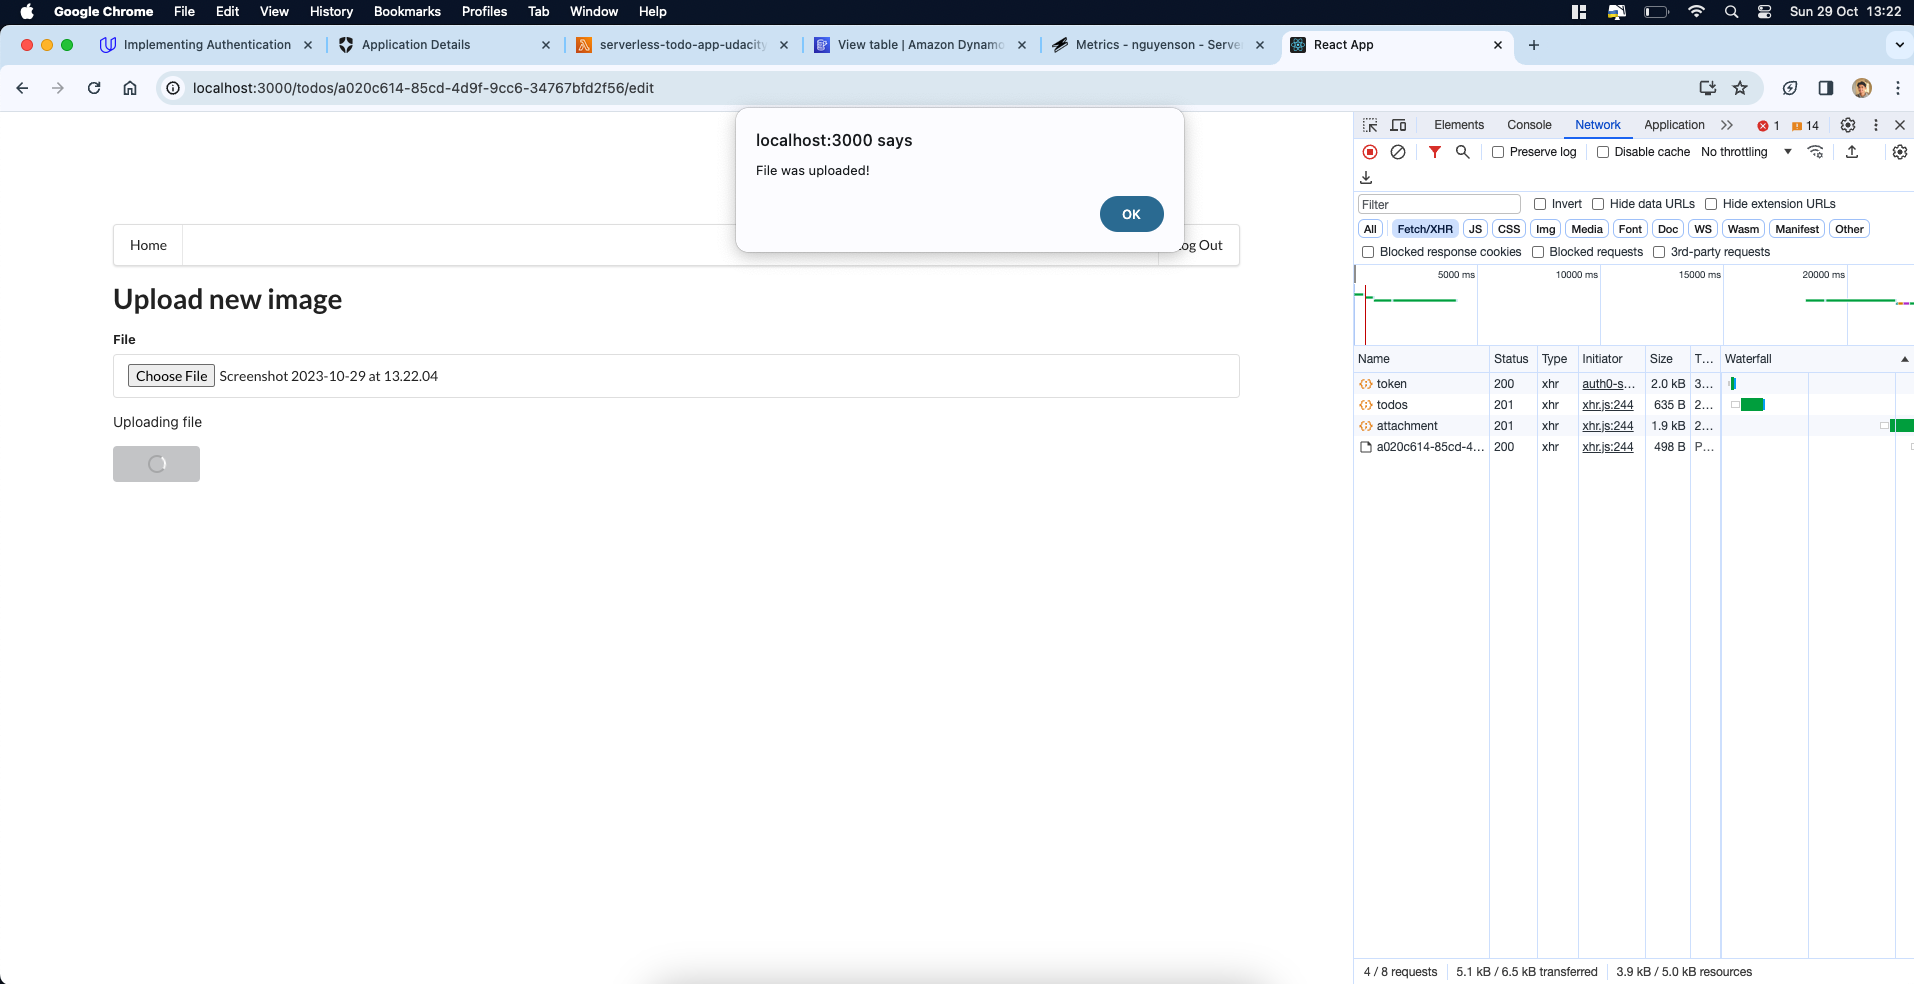 Google Chrome File Edit View History Bookmarks Profiles Tab Window Help Sun 29 Oct 13:22
Implementing Authentication Application Details serverless-todo-app-udacity View table | Amazon Dynamo Metrics - nguyenson - Serve React App
localhost:3000/todos/a020c614-85cd-4d9f-9cc6-34767bfd2f56/edit
localhost:3000 says
File was uploaded!
OK
Home
og Out
Upload new image
File
Choose File Screenshot 2023-10-29 at 13.22.04
Uploading file
Elements Console Network Application 1 14
Preserve log Disable cache No throttling
Filter Invert Hide data URLs Hide extension URLs
All Fetch/XHR JS CSS Img Media Font Doc WS Wasm Manifest Other
Blocked response cookies Blocked requests 3rd-party requests
5000 ms 10000 ms 15000 ms 20000 ms
Name Status Type Initiator Size T... Waterfall
token 200 xhr auth0-s... 2.0 kB 3...
todos 201 xhr xhr.js:244 635 B 2...
attachment 201 xhr xhr.js:244 1.9 kB 2...
a020c614-85cd-4... 200 xhr xhr.js:244 498 B P...
4 / 8 requests 5.1 kB / 6.5 kB transferred 3.9 kB / 5.0 kB resources